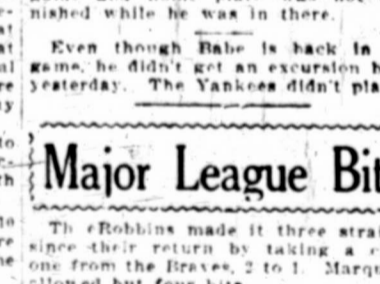 nished while he was in there.
Even though Babe is back in
game, he didn't get an excursion
yesterday. The Yankees didn't pla
Major League Bit
Th eRobbins made it three stra
since their return by taking a
one from the Braves, 2 to 1. Marqu
allowed but four hits